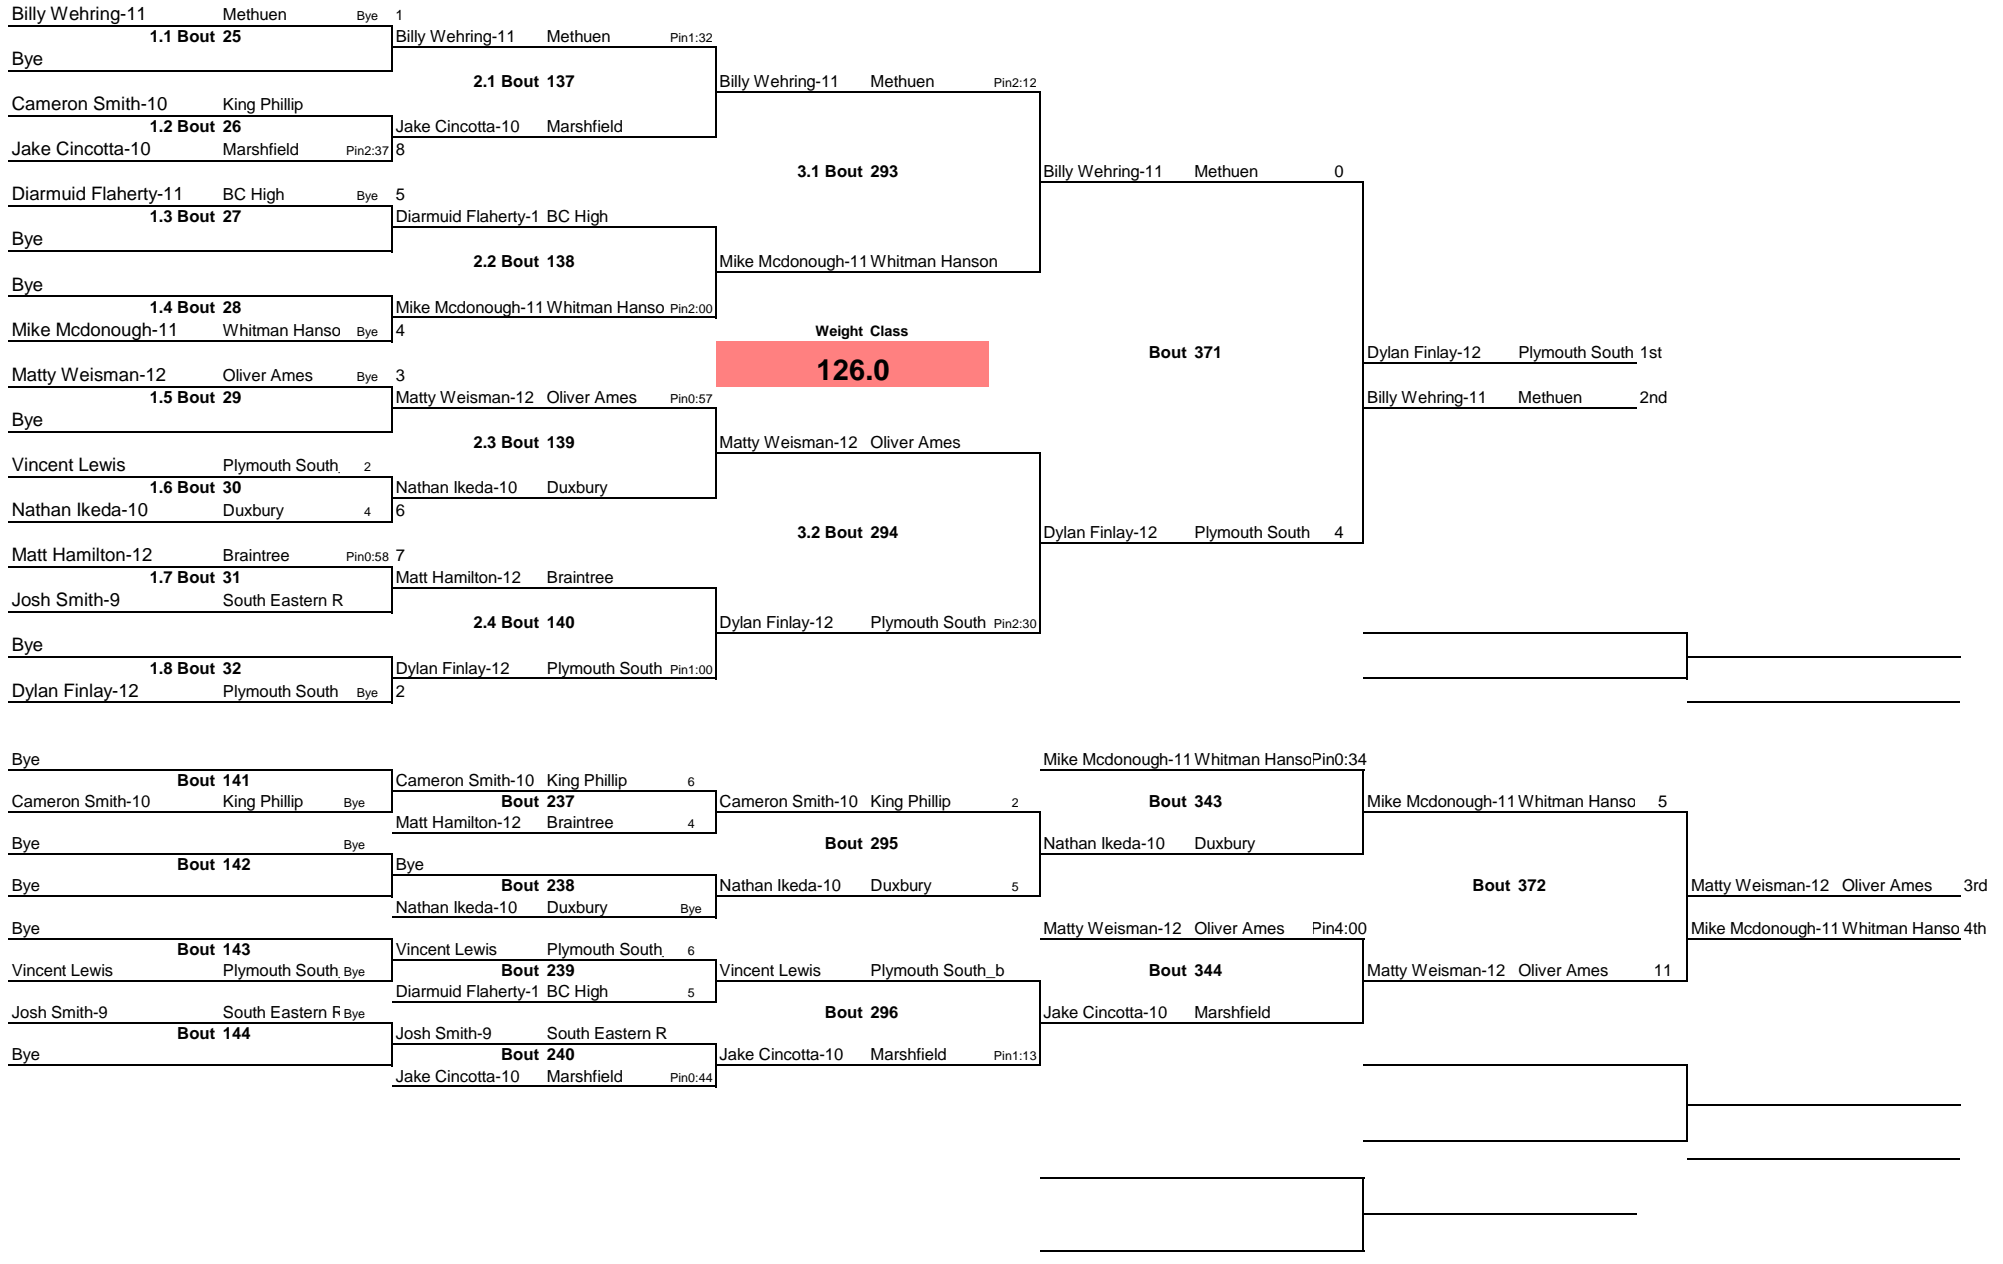 Billy Wehring-11 Methuen Bye 1
1.1 Bout 25 Billy Wehring-11 Methuen Pin1:32
Bye
2.1 Bout 137 Billy Wehring-11 Methuen Pin2:12
Cameron Smith-10 King Phillip
1.2 Bout 26 Jake Cincotta-10 Marshfield
Jake Cincotta-10 Marshfield Pin2:37 8
3.1 Bout 293 Billy Wehring-11 Methuen 0
Diarmuid Flaherty-11 BC High Bye 5
1.3 Bout 27 Diarmuid Flaherty-1 BC High
Bye
2.2 Bout 138 Mike Mcdonough-11 Whitman Hanson
Bye
1.4 Bout 28 Mike Mcdonough-11 Whitman Hanso Pin2:00
Mike Mcdonough-11 Whitman Hanso Bye 4 Weight Class
Bout 371 Dylan Finlay-12 Plymouth South 1st
126.0
Matty Weisman-12 Oliver Ames Bye 3
1.5 Bout 29 Matty Weisman-12 Oliver Ames Pin0:57 Billy Wehring-11 Methuen 2nd
Bye
2.3 Bout 139 Matty Weisman-12 Oliver Ames
Vincent Lewis Plymouth South_ 2
1.6 Bout 30 Nathan Ikeda-10 Duxbury
Nathan Ikeda-10 Duxbury 4 6
3.2 Bout 294 Dylan Finlay-12 Plymouth South 4
Matt Hamilton-12 Braintree Pin0:58 7
1.7 Bout 31 Matt Hamilton-12 Braintree
Josh Smith-9 South Eastern R
2.4 Bout 140 Dylan Finlay-12 Plymouth South Pin2:30
Bye
1.8 Bout 32 Dylan Finlay-12 Plymouth South Pin1:00
Dylan Finlay-12 Plymouth South Bye 2
Bye Mike Mcdonough-11 Whitman Hanso Pin0:34
Bout 141 Cameron Smith-10 King Phillip 6
Cameron Smith-10 King Phillip Bye Bout 237 Cameron Smith-10 King Phillip 2 Bout 343 Mike Mcdonough-11 Whitman Hanso 5
Matt Hamilton-12 Braintree 4
Bye Bye Bout 295 Nathan Ikeda-10 Duxbury
Bout 142 Bye
Bye Bout 238 Nathan Ikeda-10 Duxbury 5 Bout 372 Matty Weisman-12 Oliver Ames 3rd
Nathan Ikeda-10 Duxbury Bye
Bye Matty Weisman-12 Oliver Ames Pin4:00 Mike Mcdonough-11 Whitman Hanso 4th
Bout 143 Vincent Lewis Plymouth South_ 6
Vincent Lewis Plymouth South_ Bye Bout 239 Vincent Lewis Plymouth South_b Bout 344 Matty Weisman-12 Oliver Ames 11
Diarmuid Flaherty-1 BC High 5
Josh Smith-9 South Eastern R Bye Bout 296 Jake Cincotta-10 Marshfield
Bout 144 Josh Smith-9 South Eastern R
Bye Bout 240 Jake Cincotta-10 Marshfield Pin1:13
Jake Cincotta-10 Marshfield Pin0:44